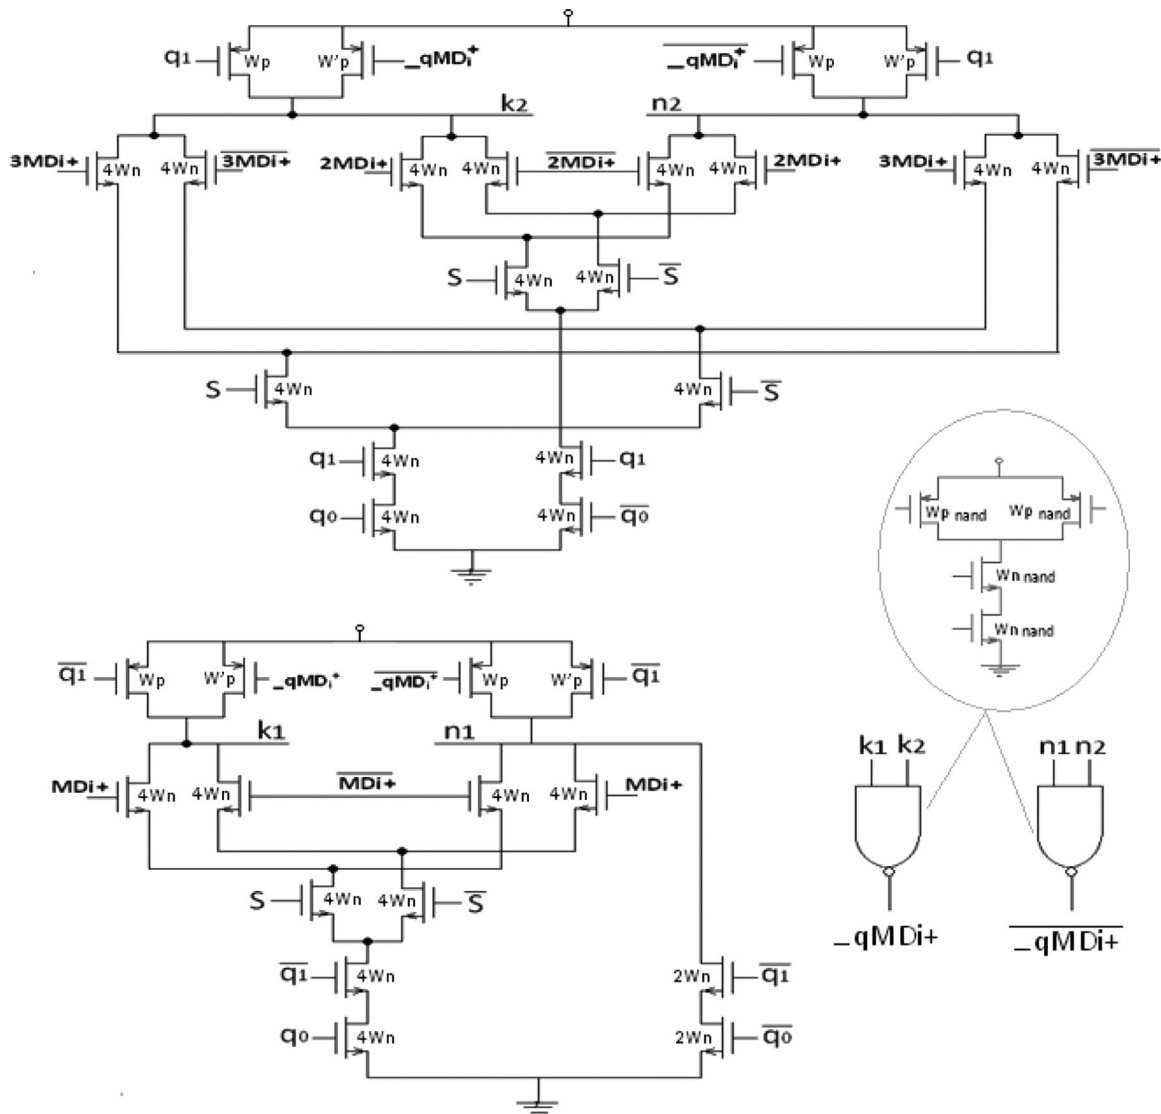 q1 Wp W'p _qMDi+ _qMDi+ Wp W'p q1
k2 n2
3MDi+ 4Wn 4Wn 3MDi+ 2MDi+ 4Wn 4Wn 2MDi+ 4Wn 4Wn 2MDi+ 3MDi+ 4Wn 4Wn 3MDi+
S 4Wn 4Wn S
S 4Wn 4Wn S
q1 4Wn 4Wn q1
q0 4Wn 4Wn q0
Wp nand Wp nand
Wn nand
Wn nand
q1 Wp W'p _qMDi+ _qMDi+ Wp W'p q1
k1 n1
MDi+ 4Wn 4Wn MDi+ 4Wn 4Wn MDi+
S 4Wn 4Wn S
q1 4Wn 2Wn q1
q0 4Wn 2Wn q0
k1 k2 n1 n2
_qMDi+ _qMDi+